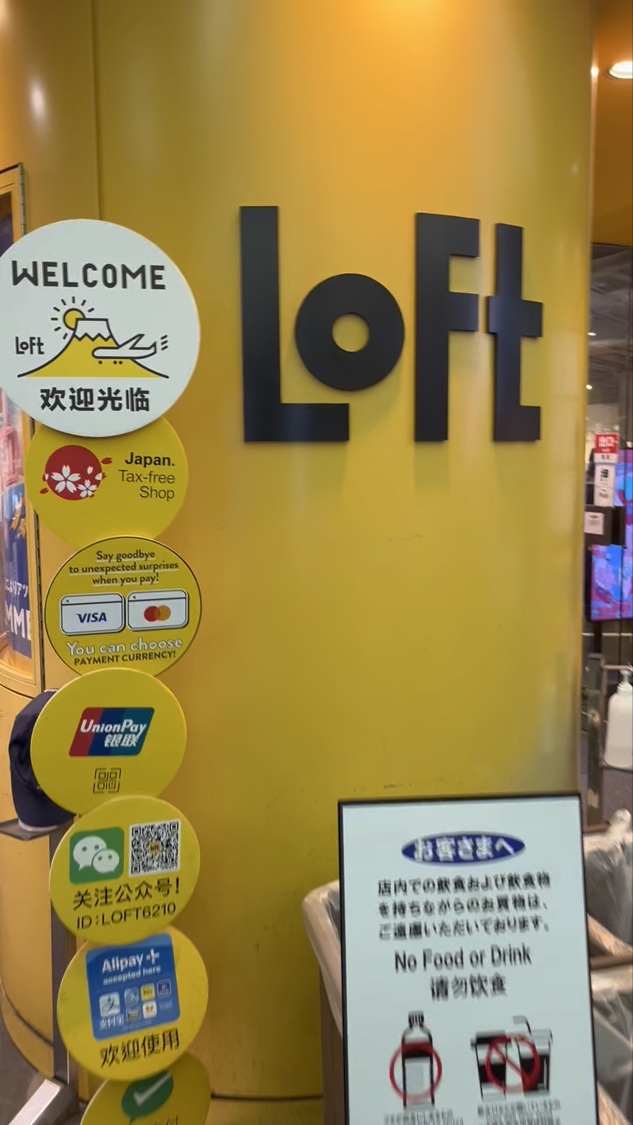 LoFt
WELCOME
LoFt
欢迎光临
Japan.
Tax-free
Shop
Say goodbye
to unexpected surprises
when you pay!
VISA
You can choose
PAYMENT CURRENCY!
UnionPay
银联
关注公众号!
ID:LOFT6210
Alipay+
accepted here
支付宝
欢迎使用
お客さまへ
店内での飲食および飲食物
を持ちながらのお買物は、
ご遠慮いただいております。
No Food or Drink
请勿饮食